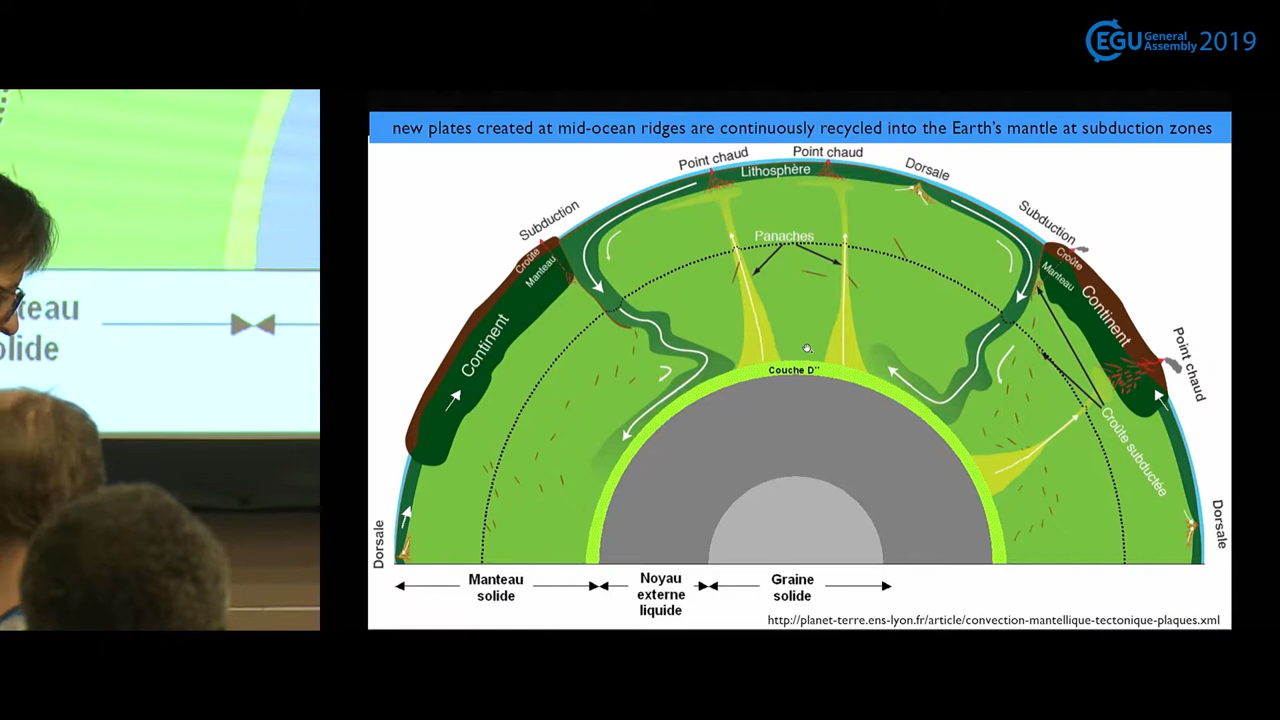 EGU General Assembly 2019
new plates created at mid-ocean ridges are continuously recycled into the Earth's mantle at subduction zones
Point chaud
Point chaud
Lithosphère
Dorsale
Subduction
Subduction
Croûte
Manteau
Panaches
Croûte
Manteau
Continent
Continent
Point chaud
Couche D''
Croûte subductée
Dorsale
Dorsale
Manteau
solide
Noyau
externe
liquide
Graine
solide
http://planet-terre.ens-lyon.fr/article/convection-mantellique-tectonique-plaques.xml
teau
olide